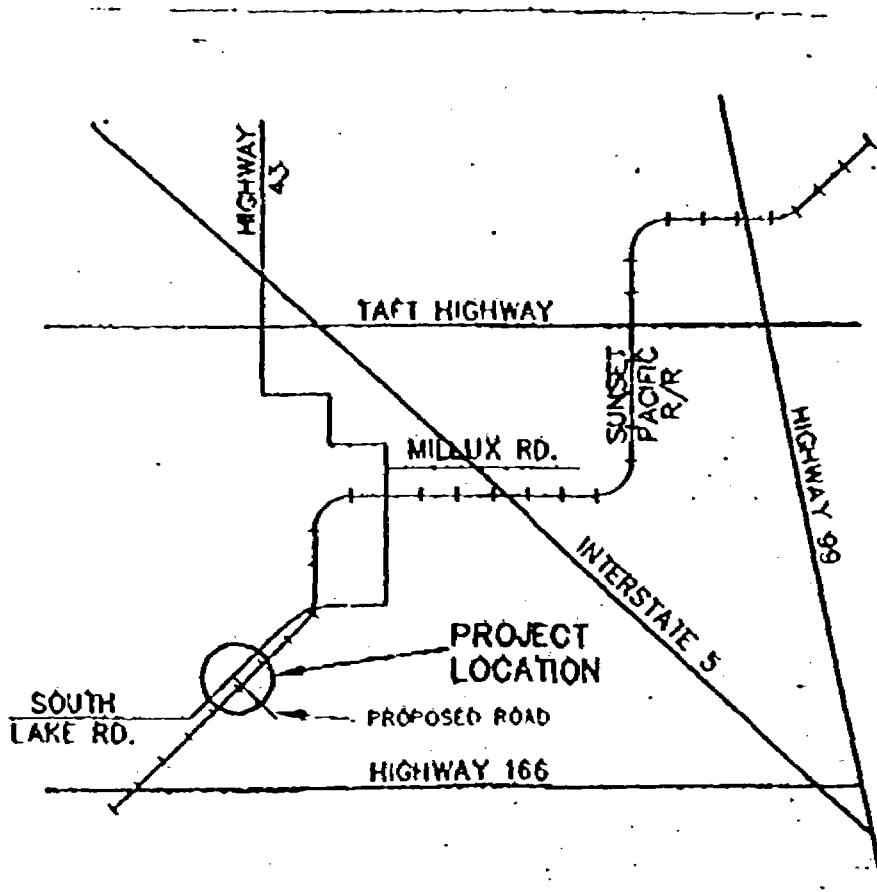 HIGHWAY
43
TAFT HIGHWAY
SUNSET
PACIFIC
R/R
HIGHWAY 99
MILLUX RD.
INTERSTATE 5
PROJECT
LOCATION
SOUTH
LAKE RD.
PROPOSED ROAD
HIGHWAY 166